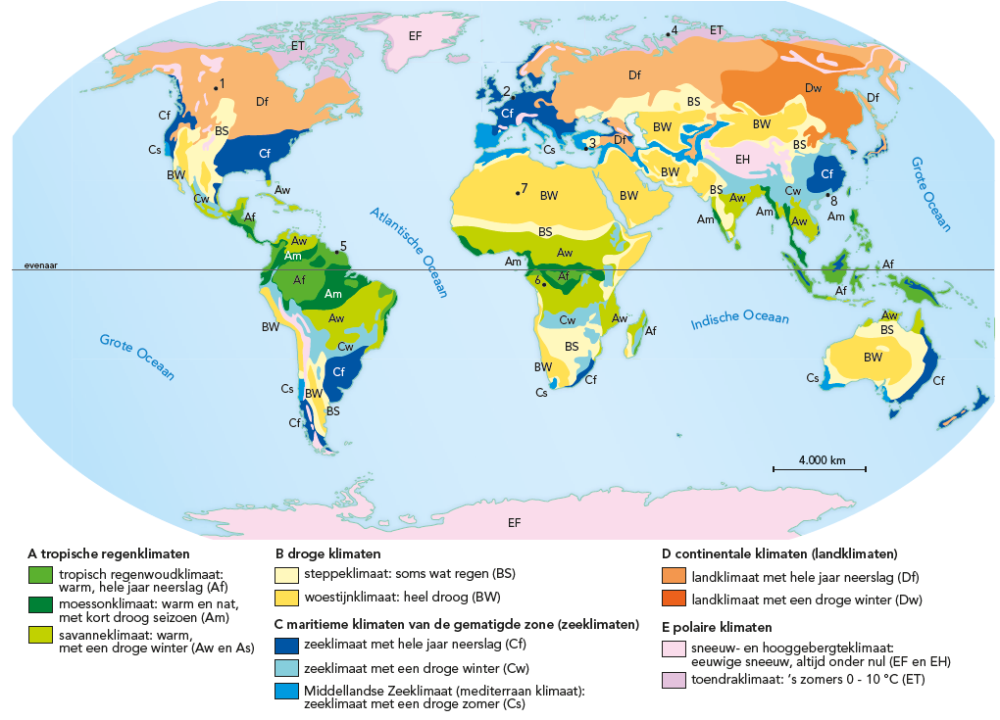 EF
ET
ET
4
Df
1
Df
Dw
Df
2
Cf
Cf
BS
BS
BW
BW
Cs
Cf
Cs
3
Df
EH
BS
Cf
BW
BW
BS
Cw
Aw
7
BW
BW
Aw
Cw
8
Af
Am
Am
Aw
Am
Grote Oceaan
Atlantische Oceaan
BS
Aw
Am
5
Aw
Am
evenaar
Af
Am
6
Af
Af
Af
BW
Aw
Cw
Cw
Aw
Af
Indische Oceaan
Aw
BS
Grote Oceaan
Cf
BS
BW
BW
Cs
Cf
Cs
BW
BS
Cf
Cs
Cf
4.000 km
EF
A tropische regenklimaten
tropisch regenwoudklimaat:
warm, hele jaar neerslag (Af)
moessonklimaat: warm en nat,
met kort droog seizoen (Am)
savanneklimaat: warm,
met een droge winter (Aw en As)
B droge klimaten
steppeklimaat: soms wat regen (BS)
woestijnklimaat: heel droog (BW)
C maritieme klimaten van de gematigde zone (zeeklimaten)
zeeklimaat met hele jaar neerslag (Cf)
zeeklimaat met een droge winter (Cw)
Middellandse Zeeklimaat (mediterraan klimaat):
zeeklimaat met een droge zomer (Cs)
D continentale klimaten (landklimaten)
landklimaat met hele jaar neerslag (Df)
landklimaat met een droge winter (Dw)
E polaire klimaten
sneeuw- en hooggebergteklimaat:
eeuwige sneeuw, altijd onder nul (EF en EH)
toendraklimaat: ’s zomers 0 - 10 °C (ET)